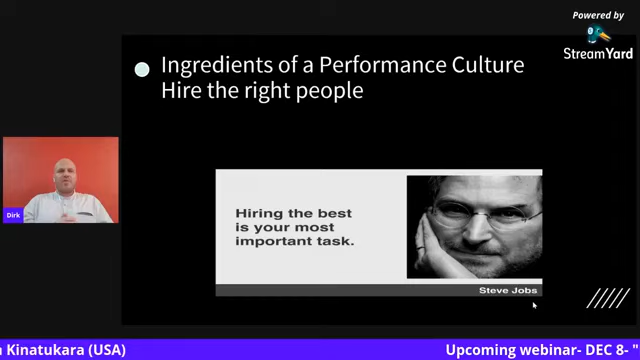 Powered by
StreamYard
Ingredients of a Performance Culture
Hire the right people
Hiring the best
is your most
important task.
Steve Jobs
Dirk
Kinatukara (USA)
Upcoming webinar- DEC 8- "